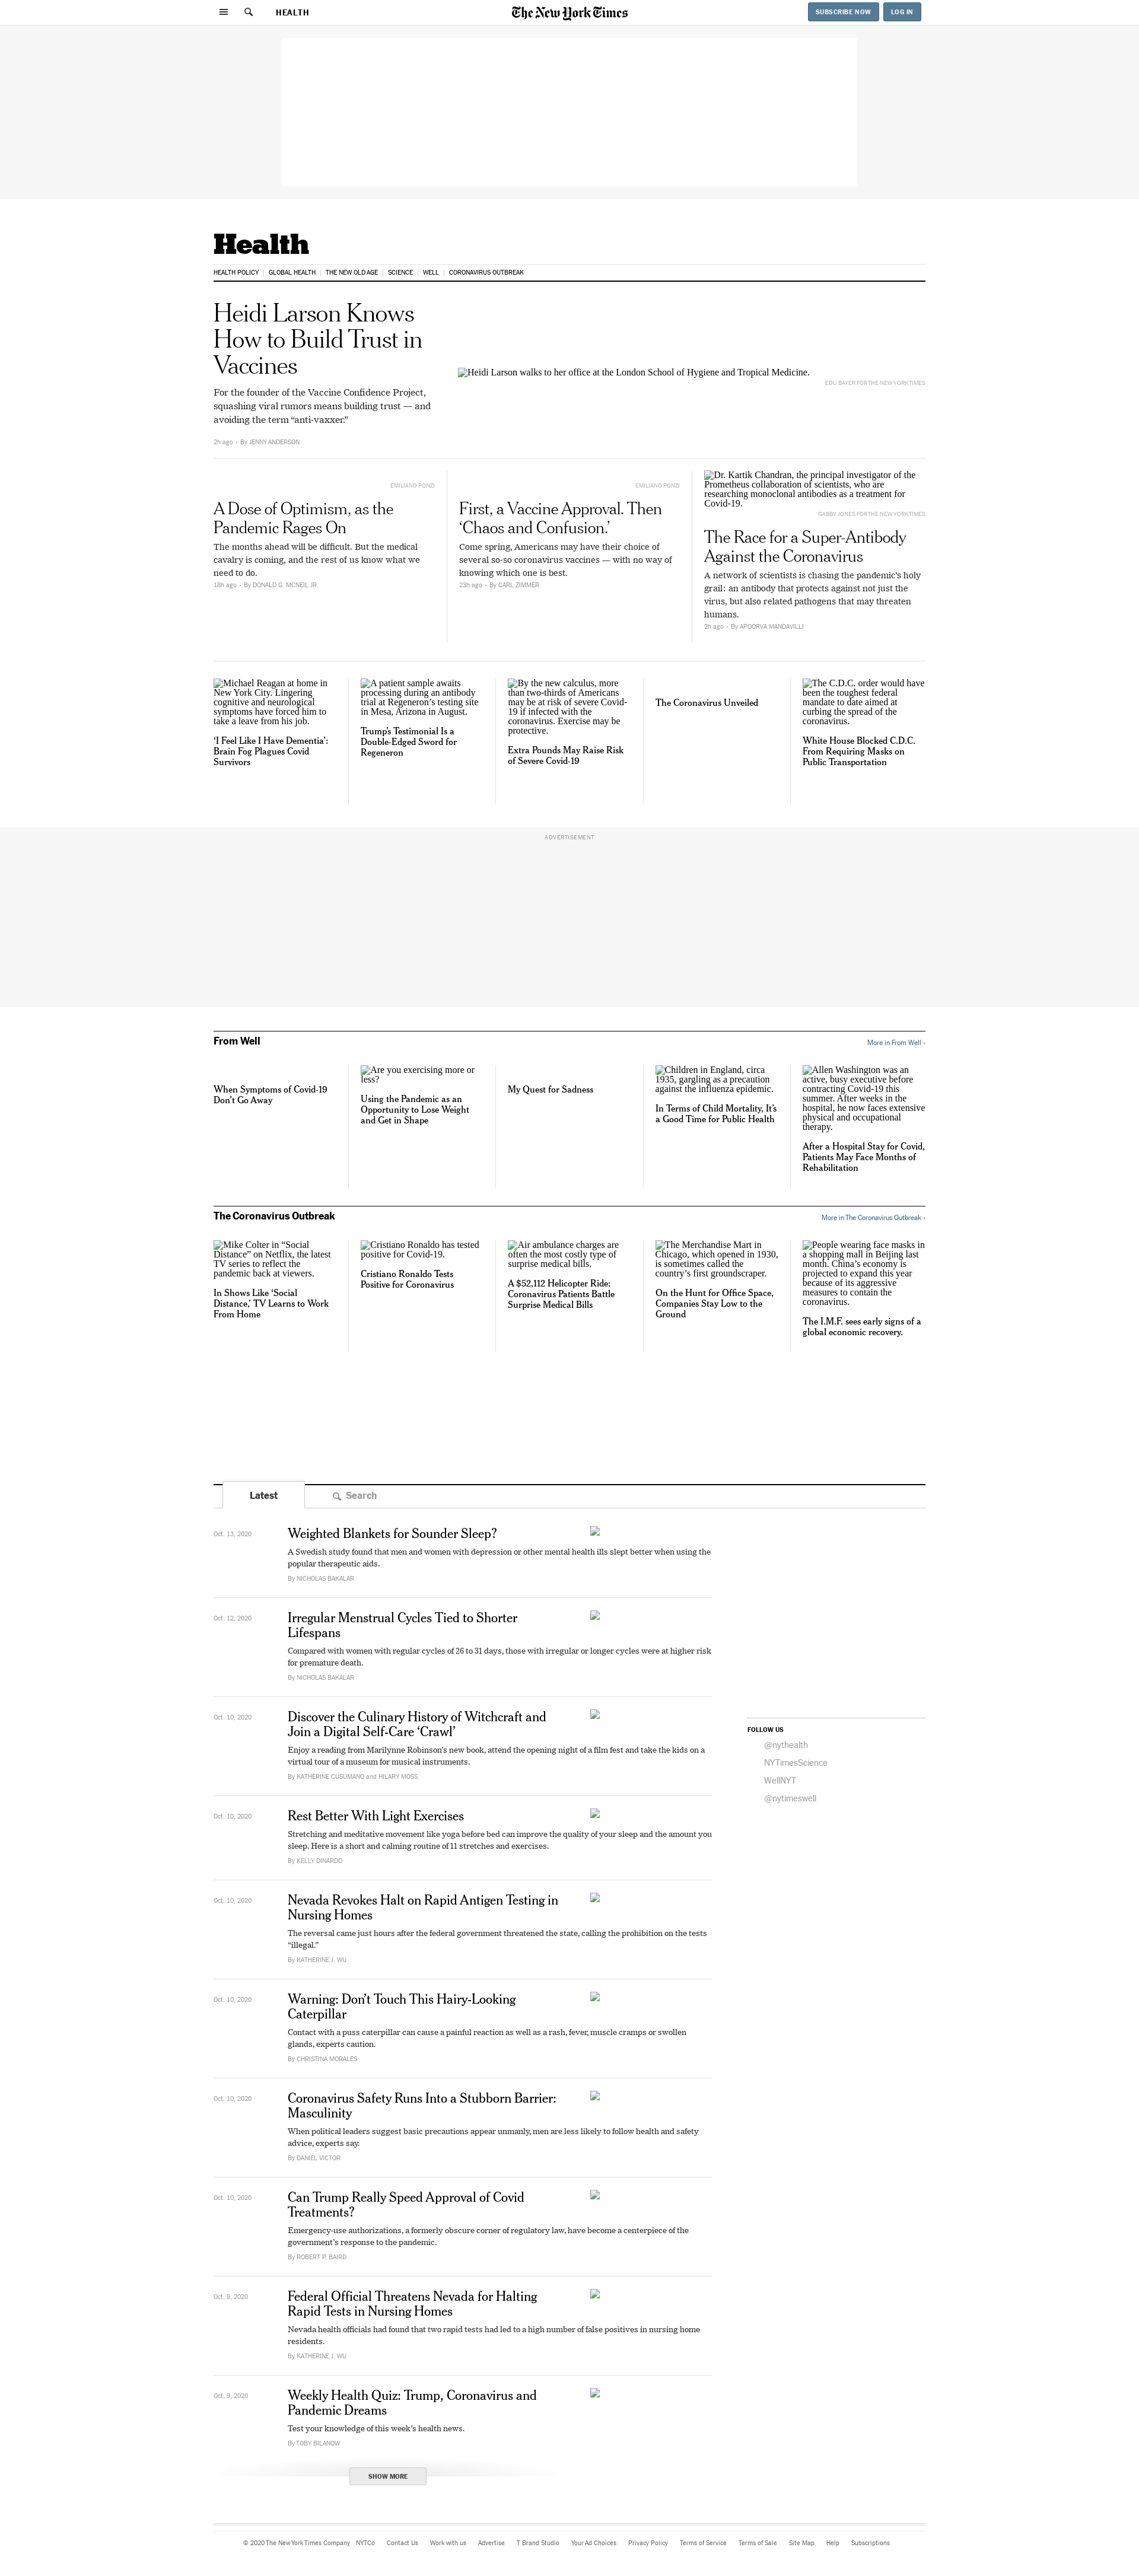 HEALTH
The New York Times
SUBSCRIBE NOW
LOG IN
Health
HEALTH POLICY
GLOBAL HEALTH
THE NEW OLD AGE
SCIENCE
WELL
CORONAVIRUS OUTBREAK
Heidi Larson Knows
How to Build Trust in
Vaccines
For the founder of the Vaccine Confidence Project,
squashing viral rumors means building trust — and
avoiding the term “anti-vaxxer.”
2h ago • By JENNY ANDERSON
Heidi Larson walks to her office at the London School of Hygiene and Tropical Medicine.
EDU BAYER FOR THE NEW YORK TIMES
EMILIANO PONZI
A Dose of Optimism, as the
Pandemic Rages On
The months ahead will be difficult. But the medical
cavalry is coming, and the rest of us know what we
need to do.
18h ago • By DONALD G. MCNEIL JR.
EMILIANO PONZI
First, a Vaccine Approval. Then
‘Chaos and Confusion.’
Come spring, Americans may have their choice of
several so-so coronavirus vaccines — with no way of
knowing which one is best.
23h ago • By CARL ZIMMER
Dr. Kartik Chandran, the principal investigator of the
Prometheus collaboration of scientists, who are
researching monoclonal antibodies as a treatment for
Covid-19.
GABBY JONES FOR THE NEW YORK TIMES
The Race for a Super-Antibody
Against the Coronavirus
A network of scientists is chasing the pandemic’s holy
grail: an antibody that protects against not just the
virus, but also related pathogens that may threaten
humans.
2h ago • By APOORVA MANDAVILLI
Michael Reagan at home in
New York City. Lingering
cognitive and neurological
symptoms have forced him to
take a leave from his job.
‘I Feel Like I Have Dementia’:
Brain Fog Plagues Covid
Survivors
A patient sample awaits
processing during an antibody
trial at Regeneron’s testing site
in Mesa, Arizona in August.
Trump’s Testimonial Is a
Double-Edged Sword for
Regeneron
By the new calculus, more
than two-thirds of Americans
may be at risk of severe Covid-
19 if infected with the
coronavirus. Exercise may be
protective.
Extra Pounds May Raise Risk
of Severe Covid-19
The Coronavirus Unveiled
The C.D.C. order would have
been the toughest federal
mandate to date aimed at
curbing the spread of the
coronavirus.
White House Blocked C.D.C.
From Requiring Masks on
Public Transportation
ADVERTISEMENT
From Well
More in From Well ›
When Symptoms of Covid-19
Don’t Go Away
Are you exercising more or
less?
Using the Pandemic as an
Opportunity to Lose Weight
and Get in Shape
My Quest for Sadness
Children in England, circa
1935, gargling as a precaution
against the influenza epidemic.
In Terms of Child Mortality, It’s
a Good Time for Public Health
Allen Washington was an
active, busy executive before
contracting Covid-19 this
summer. After weeks in the
hospital, he now faces extensive
physical and occupational
therapy.
After a Hospital Stay for Covid,
Patients May Face Months of
Rehabilitation
The Coronavirus Outbreak
More in The Coronavirus Outbreak ›
Mike Colter in “Social
Distance” on Netflix, the latest
TV series to reflect the
pandemic back at viewers.
In Shows Like ‘Social
Distance,’ TV Learns to Work
From Home
Cristiano Ronaldo has tested
positive for Covid-19.
Cristiano Ronaldo Tests
Positive for Coronavirus
Air ambulance charges are
often the most costly type of
surprise medical bills.
A $52,112 Helicopter Ride:
Coronavirus Patients Battle
Surprise Medical Bills
The Merchandise Mart in
Chicago, which opened in 1930,
is sometimes called the
country’s first groundscraper.
On the Hunt for Office Space,
Companies Stay Low to the
Ground
People wearing face masks in
a shopping mall in Beijing last
month. China’s economy is
projected to expand this year
because of its aggressive
measures to contain the
coronavirus.
The I.M.F. sees early signs of a
global economic recovery.
Latest
Search
Oct. 13, 2020
Weighted Blankets for Sounder Sleep?
A Swedish study found that men and women with depression or other mental health ills slept better when using the
popular therapeutic aids.
By NICHOLAS BAKALAR
Oct. 12, 2020
Irregular Menstrual Cycles Tied to Shorter
Lifespans
Compared with women with regular cycles of 26 to 31 days, those with irregular or longer cycles were at higher risk
for premature death.
By NICHOLAS BAKALAR
Oct. 10, 2020
Discover the Culinary History of Witchcraft and
Join a Digital Self-Care ‘Crawl’
Enjoy a reading from Marilynne Robinson’s new book, attend the opening night of a film fest and take the kids on a
virtual tour of a museum for musical instruments.
By KATHERINE CUSUMANO and HILARY MOSS
FOLLOW US
@nythealth
NYTimesScience
WellNYT
@nytimeswell
Oct. 10, 2020
Rest Better With Light Exercises
Stretching and meditative movement like yoga before bed can improve the quality of your sleep and the amount you
sleep. Here is a short and calming routine of 11 stretches and exercises.
By KELLY DINARDO
Oct. 10, 2020
Nevada Revokes Halt on Rapid Antigen Testing in
Nursing Homes
The reversal came just hours after the federal government threatened the state, calling the prohibition on the tests
“illegal.”
By KATHERINE J. WU
Oct. 10, 2020
Warning: Don’t Touch This Hairy-Looking
Caterpillar
Contact with a puss caterpillar can cause a painful reaction as well as a rash, fever, muscle cramps or swollen
glands, experts caution.
By CHRISTINA MORALES
Oct. 10, 2020
Coronavirus Safety Runs Into a Stubborn Barrier:
Masculinity
When political leaders suggest basic precautions appear unmanly, men are less likely to follow health and safety
advice, experts say.
By DANIEL VICTOR
Oct. 10, 2020
Can Trump Really Speed Approval of Covid
Treatments?
Emergency-use authorizations, a formerly obscure corner of regulatory law, have become a centerpiece of the
government’s response to the pandemic.
By ROBERT P. BAIRD
Oct. 9, 2020
Federal Official Threatens Nevada for Halting
Rapid Tests in Nursing Homes
Nevada health officials had found that two rapid tests had led to a high number of false positives in nursing home
residents.
By KATHERINE J. WU
Oct. 9, 2020
Weekly Health Quiz: Trump, Coronavirus and
Pandemic Dreams
Test your knowledge of this week’s health news.
By TOBY BILANOW
SHOW MORE
© 2020 The New York Times Company NYTCo Contact Us Work with us Advertise T Brand Studio Your Ad Choices Privacy Policy Terms of Service Terms of Sale Site Map Help Subscriptions